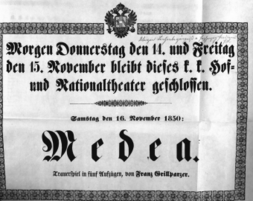 Morgen Donnerstag den 14. und Freitag
den 15. November bleibt dieses k. k. Hof-
und Nationaltheater geschlossen.
Samstag den 16. November 1850:
Medea.
Trauerspiel in fünf Aufzügen, von Franz Grillparzer.